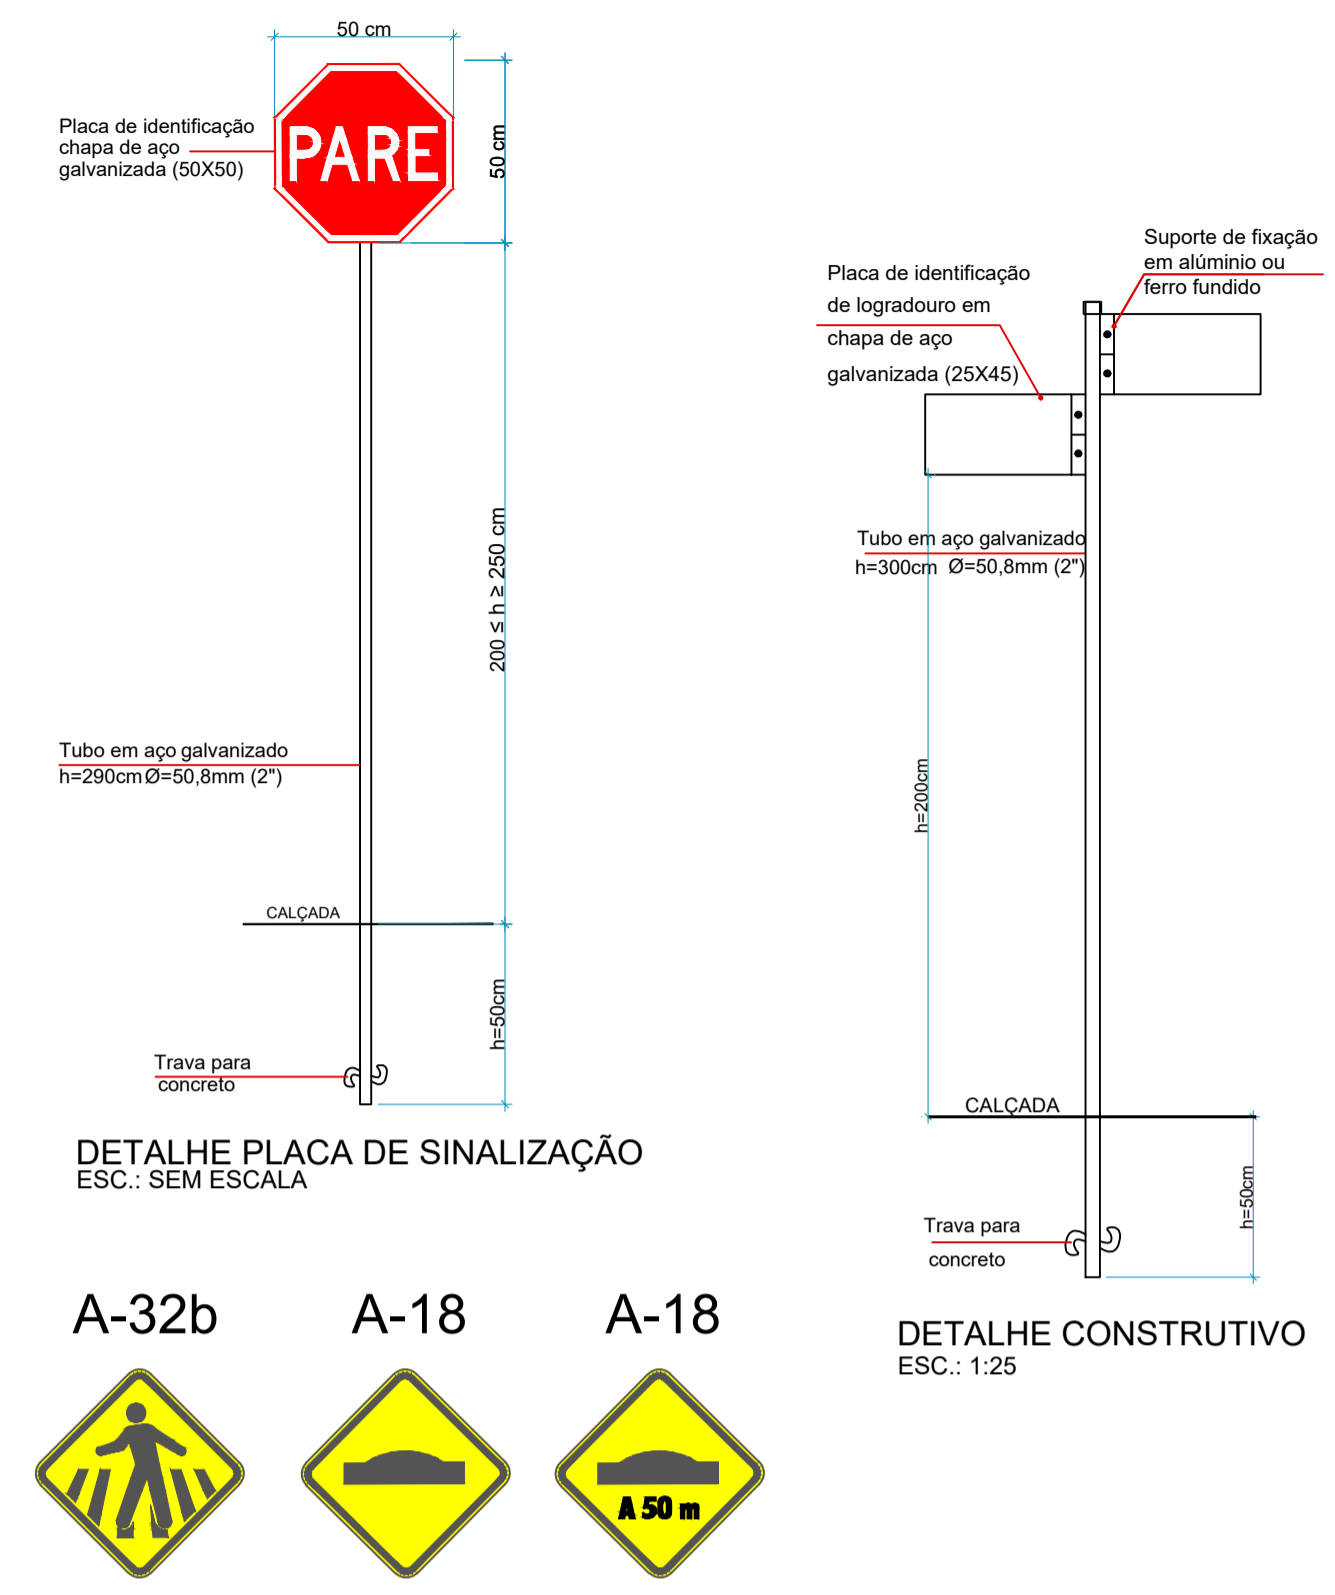 50 cm
Placa de identificação
chapa de aço
galvanizada (50X50)
PARE
50 cm
200 ≤ h ≥ 250 cm
Tubo em aço galvanizado
h=290cm Ø=50,8mm (2")
CALÇADA
h=50cm
Trava para
concreto
DETALHE PLACA DE SINALIZAÇÃO
ESC.: SEM ESCALA
Suporte de fixação
em alúminio ou
ferro fundido
Placa de identificação
de logradouro em
chapa de aço
galvanizada (25X45)
Tubo em aço galvanizado
h=300cm Ø=50,8mm (2")
h=200cm
CALÇADA
h=50cm
Trava para
concreto
DETALHE CONSTRUTIVO
ESC.: 1:25
A-32b
A-18
A-18
A 50 m